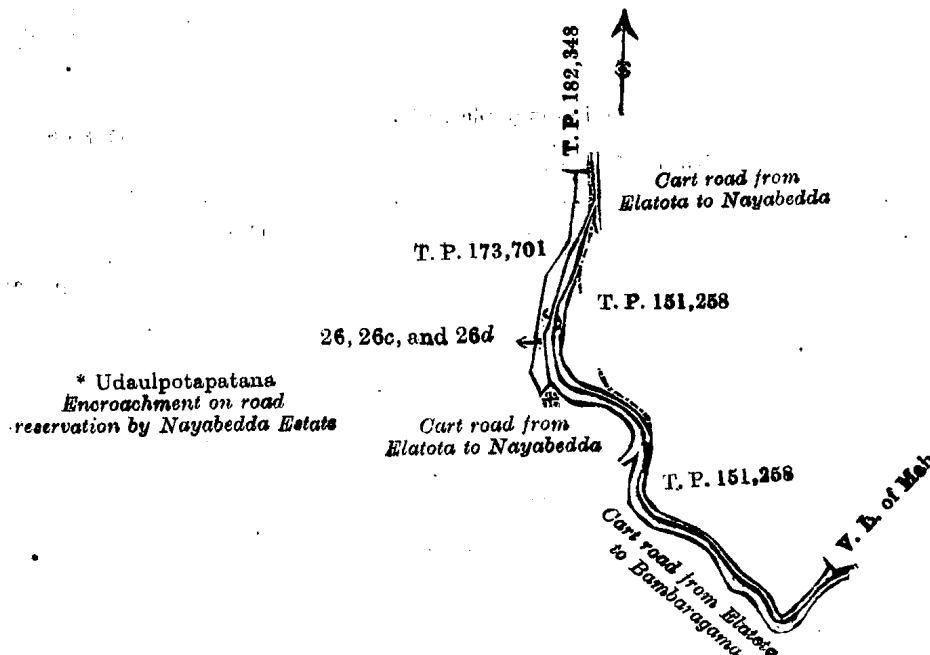 T. P. 182,348
Cart road from
Elatota to Nayabedda
T. P. 173,701
T. P. 151,258
26, 26c, and 26d
* Udaulpotapatana
Encroachment on road
reservation by Nayabedda Estate
Cart road from
Elatota to Nayabedda
T. P. 151,258
V. B. of Mah
Cart road from Elatote
to Bambaragama